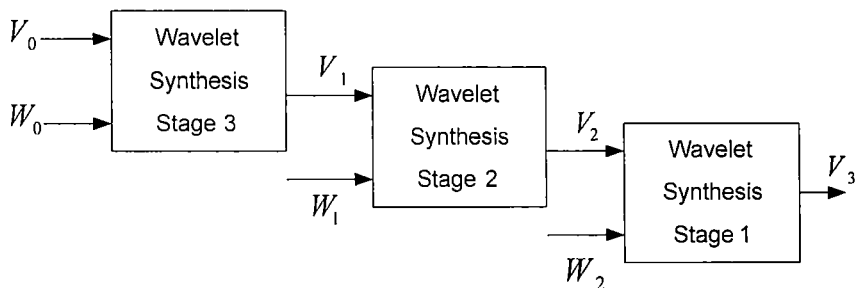 V₀
W₀
Wavelet
Synthesis
Stage 3
V₁
W₁
Wavelet
Synthesis
Stage 2
V₂
W₂
Wavelet
Synthesis
Stage 1
V₃